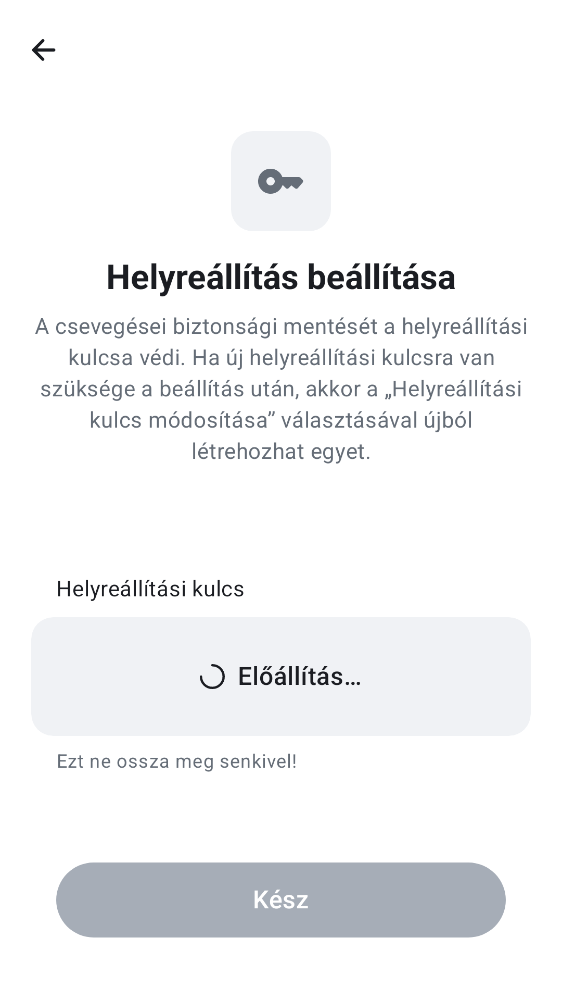 Helyreállítás beállítása
A csevegései biztonsági mentését a helyreállítási
kulcsa védi. Ha új helyreállítási kulcsra van
szüksége a beállítás után, akkor a „Helyreállítási
kulcs módosítása” választásával újból
létrehozhat egyet.
Helyreállítási kulcs
Előállítás…
Ezt ne ossza meg senkivel!
Kész